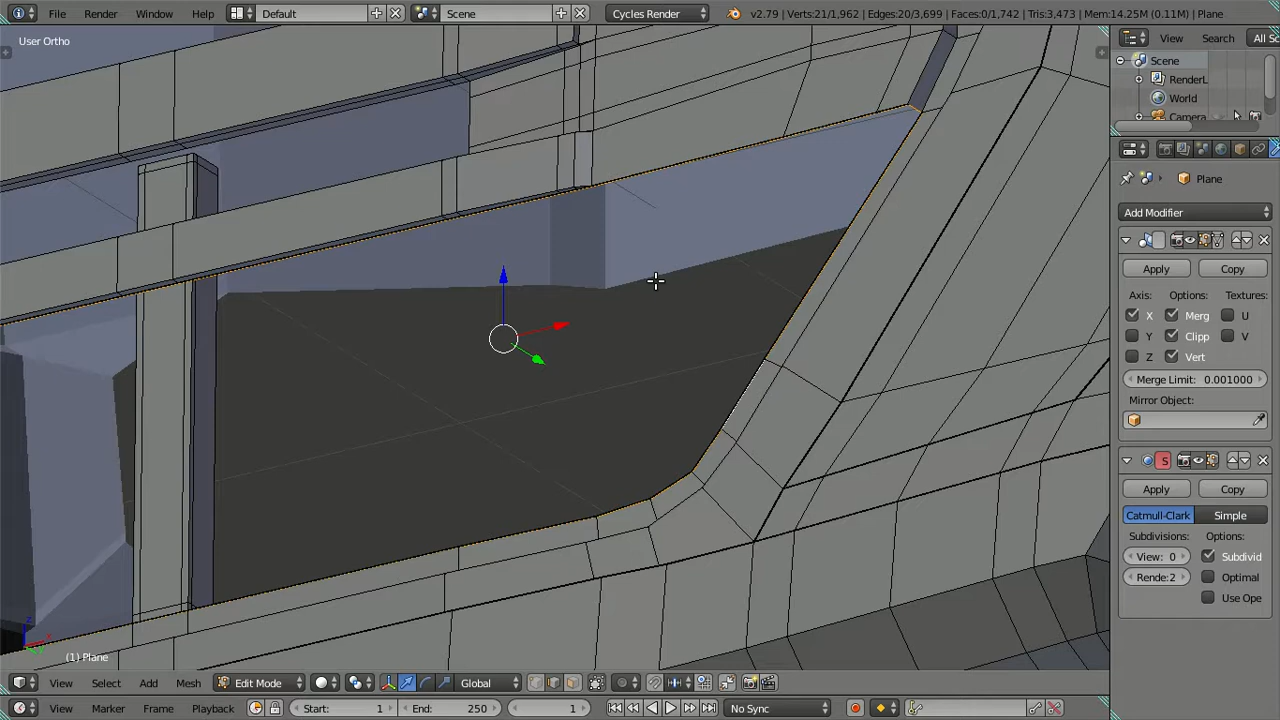 File Render Window Help Default Scene Cycles Render v2.79 | Verts:21/1,962 | Edges:20/3,699 | Faces:0/1,742 | Tris:3,473 | Mem:14.25M (0.11M) | Plane
User Ortho
View Search All Sc
Scene
RenderL
World
Camera
Plane
Add Modifier
Apply Copy
Axis: Options: Textures:
X Merg U
Y Clipp V
Z Vert
Merge Limit: 0.001000
Mirror Object:
S
Apply Copy
Catmull-Clark Simple
Subdivisions: Options:
View: 0 Subdivid
Rende:2 Optimal
Use Ope
z
(1) Plane
View Select Add Mesh Edit Mode Global
View Marker Frame Playback Start: 1 End: 250 1 No Sync